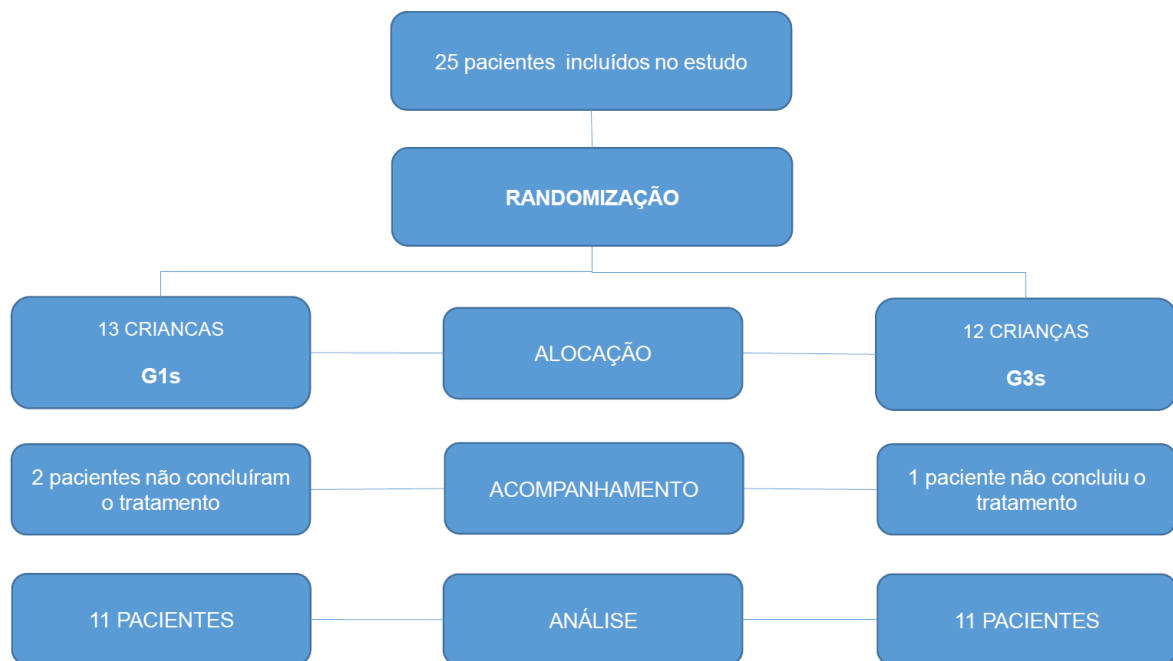 25 pacientes incluídos no estudo
RANDOMIZAÇÃO
13 CRIANCAS
G1s
ALOCAÇÃO
12 CRIANÇAS
G3s
2 pacientes não concluíram
o tratamento
ACOMPANHAMENTO
1 paciente não concluiu o
tratamento
11 PACIENTES
ANÁLISE
11 PACIENTES